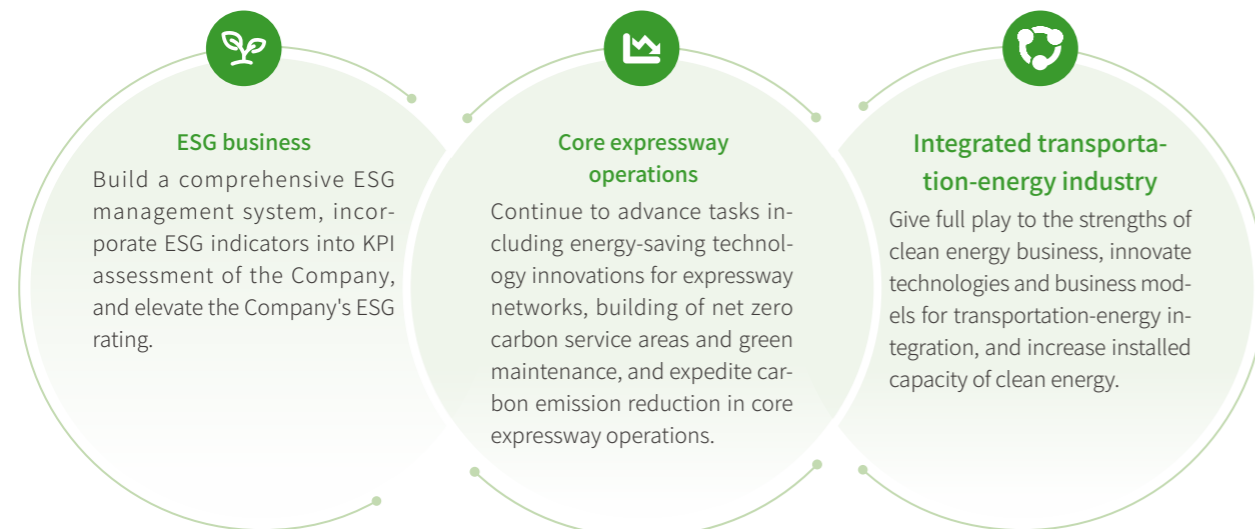 ESG business
Build a comprehensive ESG
management system, incor-
porate ESG indicators into KPI
assessment of the Company,
and elevate the Company's ESG
rating.
Core expressway
operations
Continue to advance tasks in-
cluding energy-saving technol-
ogy innovations for expressway
networks, building of net zero
carbon service areas and green
maintenance, and expedite car-
bon emission reduction in core
expressway operations.
Integrated transporta-
tion-energy industry
Give full play to the strengths of
clean energy business, innovate
technologies and business mod-
els for transportation-energy in-
tegration, and increase installed
capacity of clean energy.